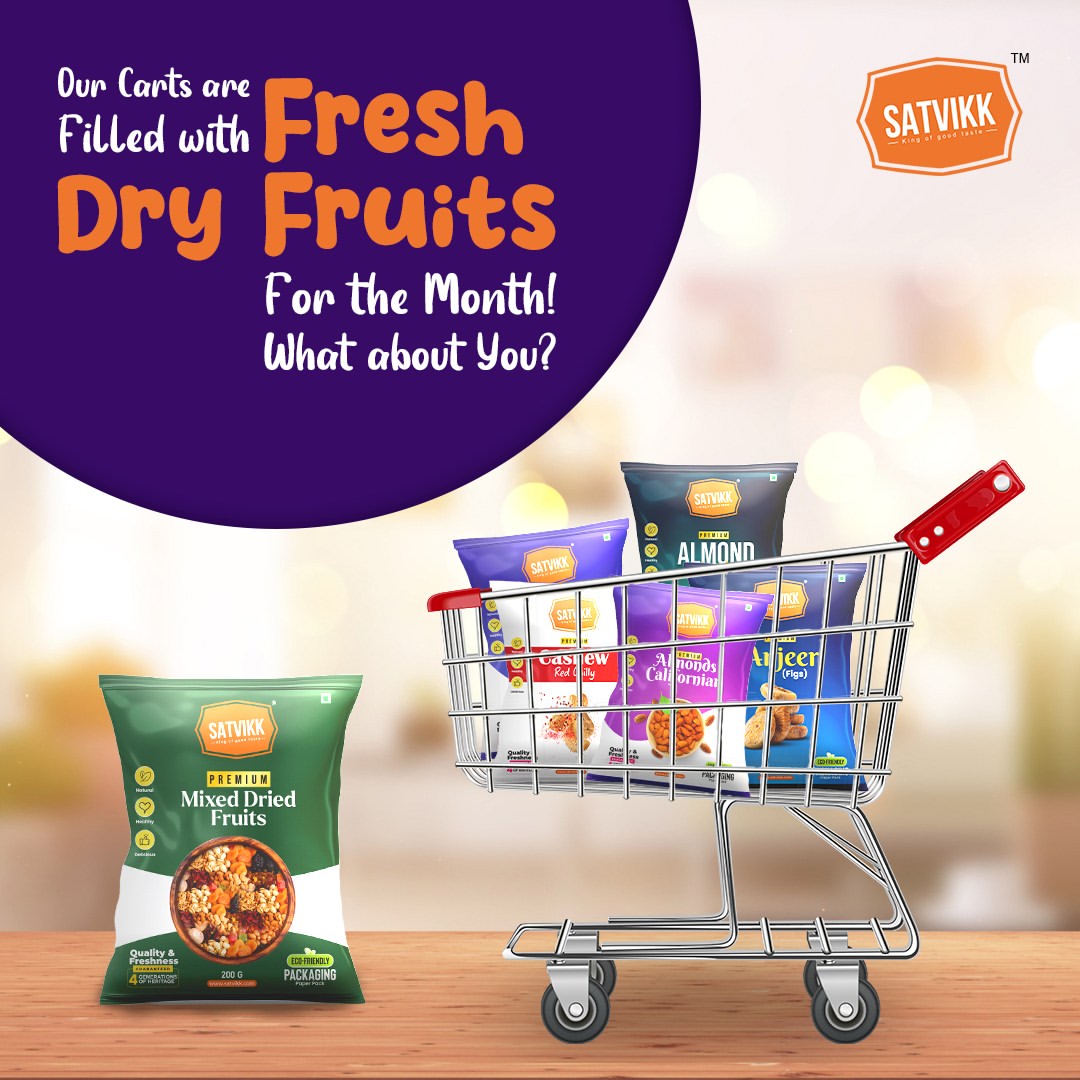 Our Carts are
Filled with Fresh
Dry Fruits
For the Month!
What about You?
TM
SATVIKK
King of good taste
SATVIKK
PREMIUM
ALMOND
SATVIKK
SATVIKK
PREMIUM
Cashew
Red Chilly
Quality
SATVIKK
PREMIUM
Almonds
Californian
PACKAGING
Anjeer
(Figs)
ECO-FRIENDLY
SATVIKK
King of good taste
PREMIUM
Mixed Dried
Fruits
Natural
Healthy
Delicious
Quality &
Freshness
GUARANTEED
4 GENERATIONS
OF HERITAGE
200 G
www.satvikk.com
ECO-FRIENDLY
PACKAGING
Paper Pack